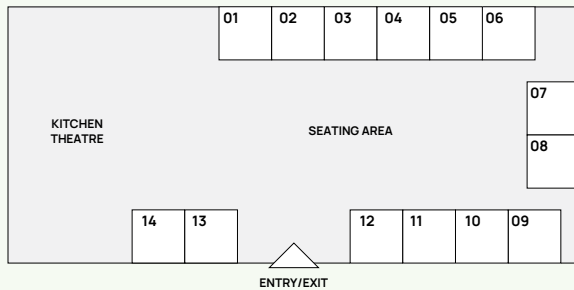 01 02 03 04 05 06
07
KITCHEN
THEATRE
SEATING AREA
08
14 13 12 11 10 09
ENTRY/EXIT